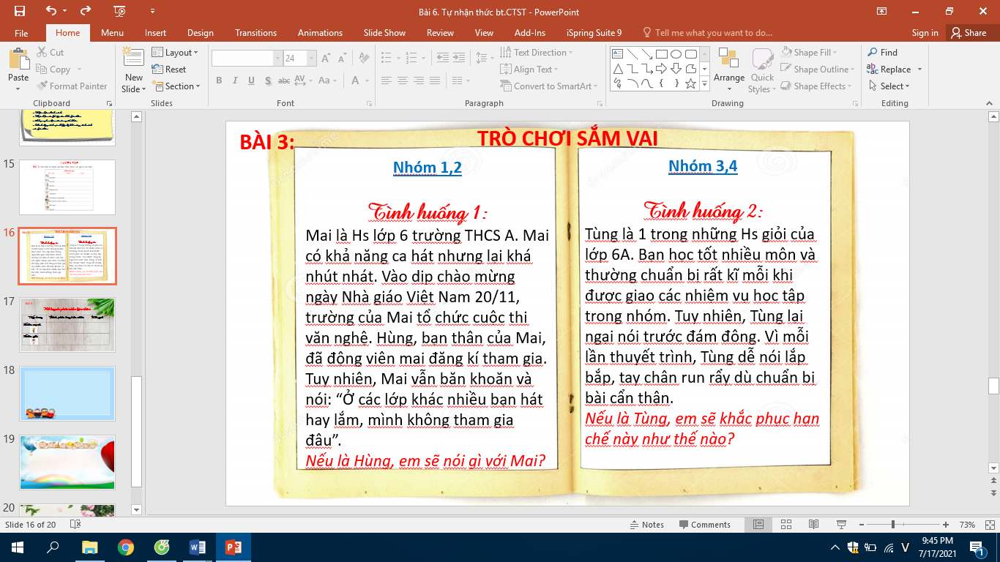 Bài 6. Tự nhận thức bt.CTST - PowerPoint
File Home Menu Insert Design Transitions Animations Slide Show Review View Add-Ins iSpring Suite 9 Tell me what you want to do... Sign in Share
Paste
Cut
Copy
Format Painter
Clipboard
New Slide
Layout
Reset
Section
Slides
24
Font
Text Direction
Align Text
Convert to SmartArt
Paragraph
Arrange
Quick Styles
Shape Fill
Shape Outline
Shape Effects
Drawing
Find
Replace
Select
Editing
15
16
17
18
19
20
BÀI 3:
TRÒ CHƠI SẮM VAI
Nhóm 1,2
Tình huống 1:
Mai là Hs lớp 6 trường THCS A. Mai
có khả năng ca hát nhưng lại khá
nhút nhát. Vào dịp chào mừng
ngày Nhà giáo Việt Nam 20/11,
trường của Mai tổ chức cuộc thi
văn nghệ. Hùng, bạn thân của Mai,
đã động viên mai đăng kí tham gia.
Tuy nhiên, Mai vẫn băn khoăn và
nói: “Ở các lớp khác nhiều bạn hát
hay lắm, mình không tham gia
đâu”.
Nếu là Hùng, em sẽ nói gì với Mai?
Nhóm 3,4
Tình huống 2:
Tùng là 1 trong những Hs giỏi của
lớp 6A. Bạn học tốt nhiều môn và
thường chuẩn bị rất kĩ mỗi khi
được giao các nhiệm vụ học tập
trong nhóm. Tuy nhiên, Tùng lại
ngại nói trước đám đông. Vì mỗi
lần thuyết trình, Tùng dễ nói lắp
bắp, tay chân run rẩy dù chuẩn bị
bài cẩn thận.
Nếu là Tùng, em sẽ khắc phục hạn
chế này như thế nào?
Slide 16 of 20
Notes
Comments
73%
V
9:45 PM
7/17/2021
1